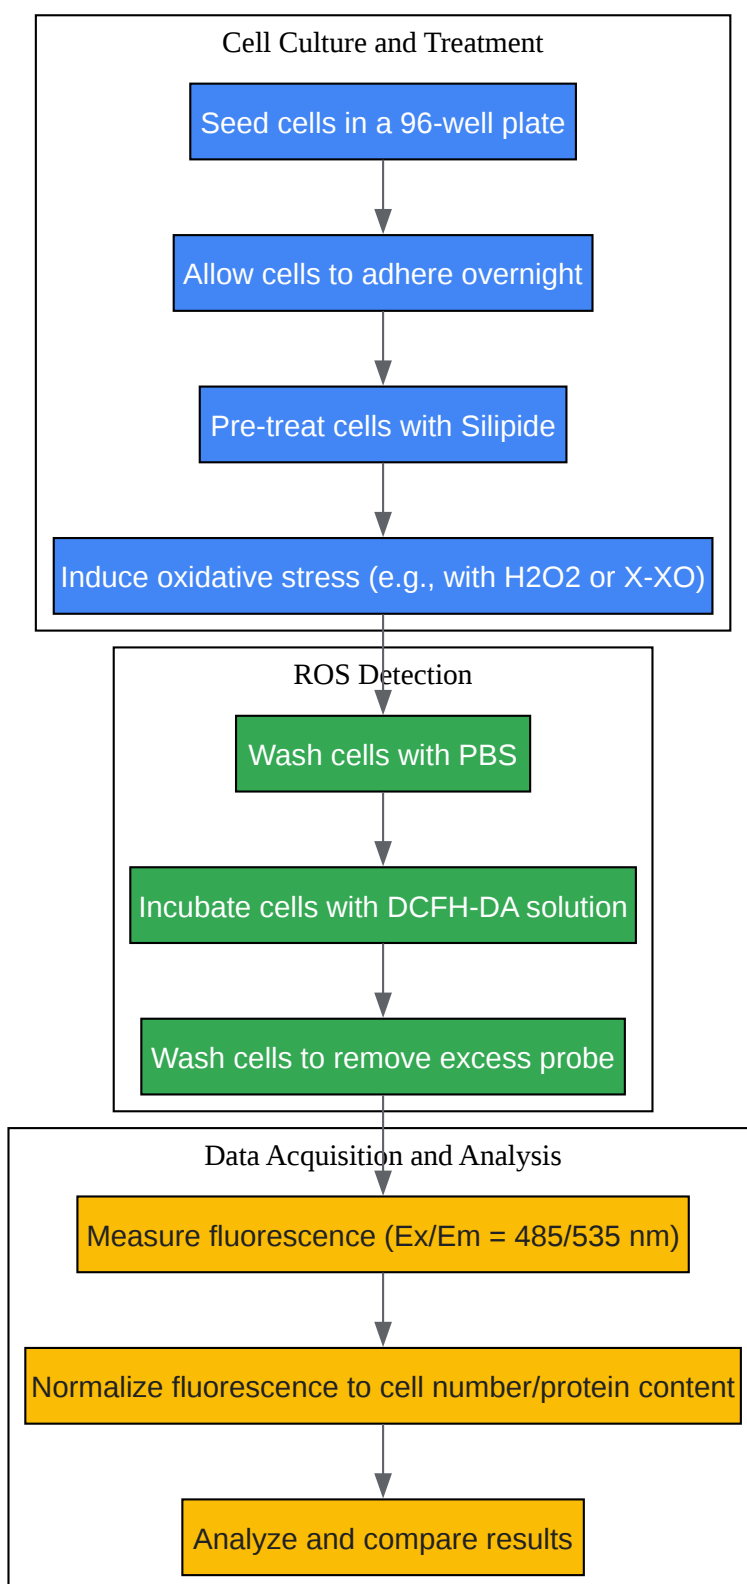 Cell Culture and Treatment
Seed cells in a 96-well plate
Allow cells to adhere overnight
Pre-treat cells with Silipide
Induce oxidative stress (e.g., with H2O2 or X-XO)
ROS Detection
Wash cells with PBS
Incubate cells with DCFH-DA solution
Wash cells to remove excess probe
Data Acquisition and Analysis
Measure fluorescence (Ex/Em = 485/535 nm)
Normalize fluorescence to cell number/protein content
Analyze and compare results